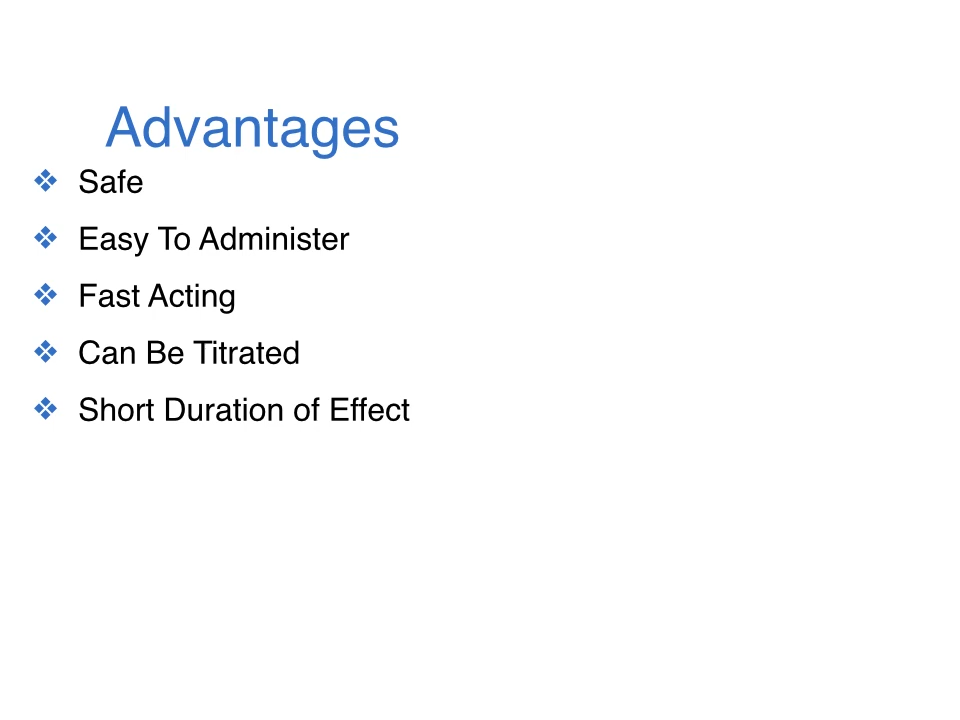 Advantages
❖ Safe
❖ Easy To Administer
❖ Fast Acting
❖ Can Be Titrated
❖ Short Duration of Effect